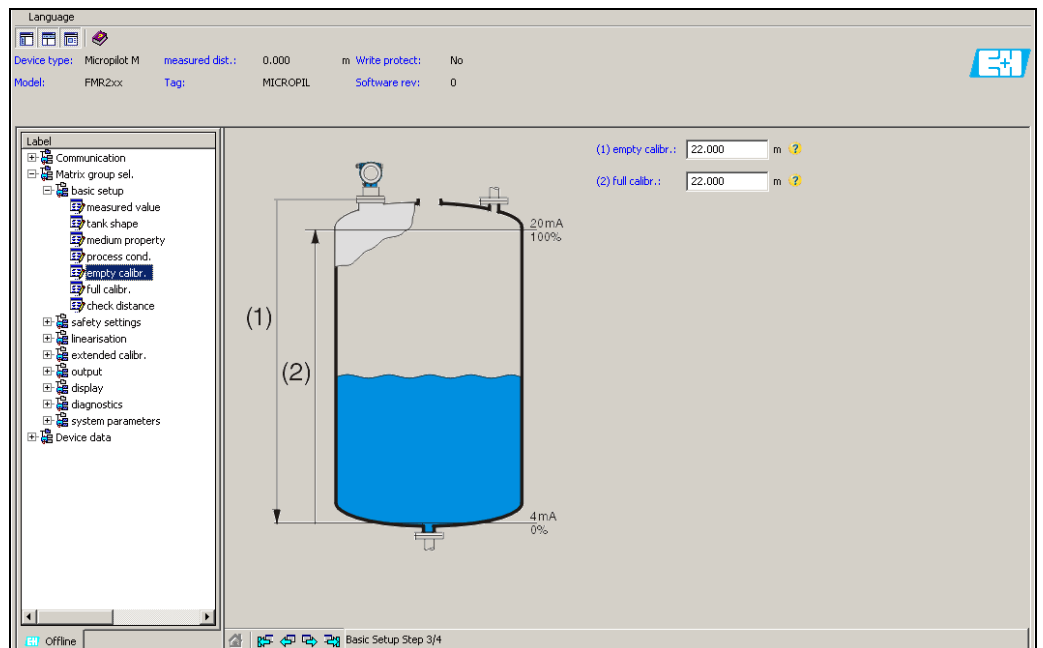 Language
Device type: Micropilot M measured dist.: 0.000 m Write protect: No
Model: FMR2xx Tag: MICROPIL Software rev: 0
E+H
Label
Communication
Matrix group sel.
basic setup
measured value
tank shape
medium property
process cond.
empty calibr.
full calibr.
check distance
safety settings
linearisation
extended calibr.
output
display
diagnostics
system parameters
Device data
(1) empty calibr.: 22.000 m ?
(2) full calibr.: 22.000 m ?
20mA
100%
(1)
(2)
4mA
0%
Offline
Basic Setup Step 3/4